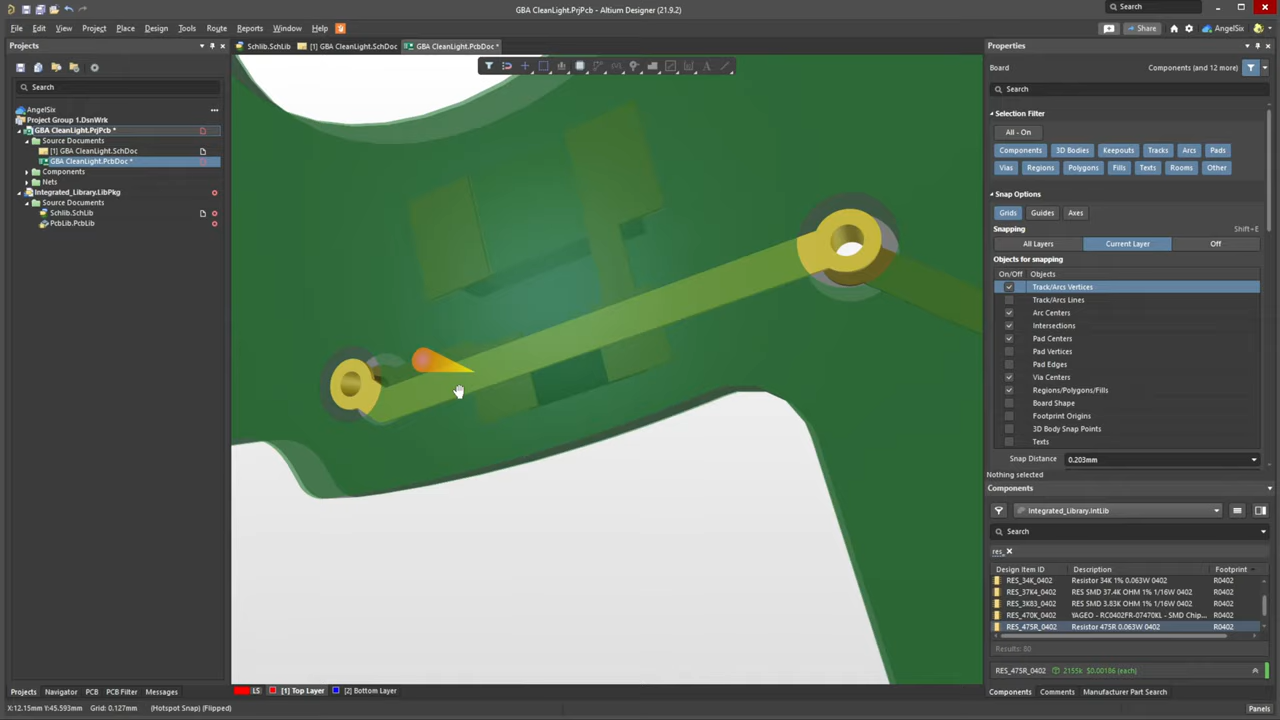 GBA CleanLight.PrjPcb - Altium Designer (21.9.2)
Search
File Edit View Project Place Design Tools Route Reports Window Help
Share
AngelSix
Projects
Schlib.SchLib
[1] GBA CleanLight.SchDoc
GBA CleanLight.PcbDoc *
Search
AngelSix
Project Group 1.DsnWrk
GBA CleanLight.PrjPcb *
Source Documents
[1] GBA CleanLight.SchDoc
GBA CleanLight.PcbDoc *
Components
Nets
Integrated_Library.LibPkg
Source Documents
Schlib.SchLib
PcbLib.PcbLib
Properties
Board
Components (and 12 more)
Search
Selection Filter
All - On
Components 3D Bodies Keepouts Tracks Arcs Pads
Vias Regions Polygons Fills Texts Rooms Other
Snap Options
Grids Guides Axes
Snapping
Shift+E
All Layers Current Layer Off
Objects for snapping
On/Off Objects
Track/Arcs Vertices
Track/Arcs Lines
Arc Centers
Intersections
Pad Centers
Pad Vertices
Pad Edges
Via Centers
Regions/Polygons/Fills
Board Shape
Footprint Origins
3D Body Snap Points
Texts
Snap Distance 0.203mm
Nothing selected
Components
Integrated_Library.IntLib
Search
res_
Design Item ID Description Footprint
RES_34K_0402 Resistor 34K 1% 0.063W 0402 R0402
RES_37K4_0402 RES SMD 37.4K OHM 1% 1/16W 0402 R0402
RES_3K83_0402 RES SMD 3.83K OHM 1% 1/16W 0402 R0402
RES_470K_0402 YAGEO - RC0402FR-07470KL - SMD Chip... R0402
RES_475R_0402 Resistor 475R 0.063W 0402 R0402
Results: 80
RES_475R_0402 2155k $0.00186 (each)
Components Comments Manufacturer Part Search
Projects Navigator PCB PCB Filter Messages
LS [1] Top Layer [2] Bottom Layer
X:12.15mm Y:45.593mm Grid: 0.127mm (Hotspot Snap) (Flipped)
Panels